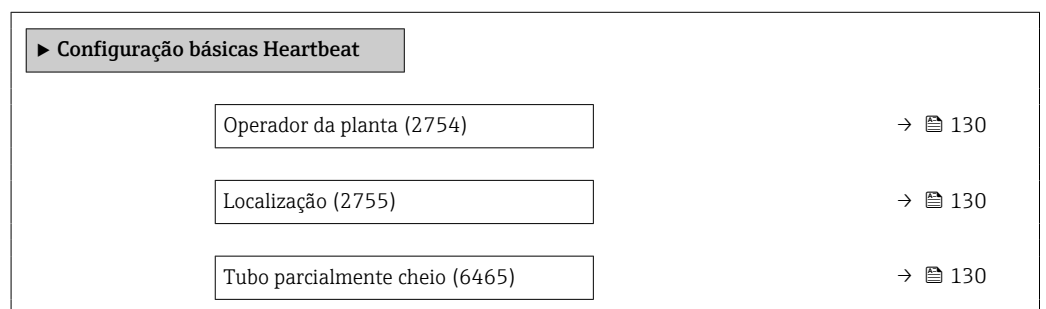 ▶ Configuração básicas Heartbeat
Operador da planta (2754) → 🖺 130
Localização (2755) → 🖺 130
Tubo parcialmente cheio (6465) → 🖺 130